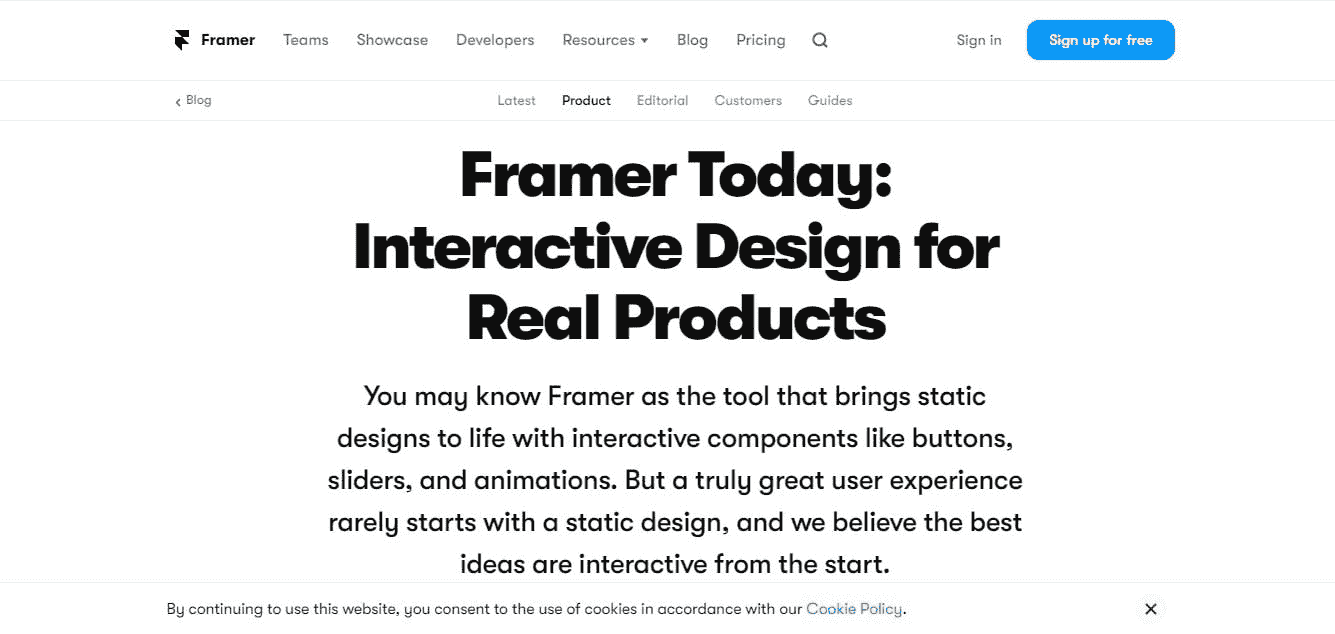 Framer Teams Showcase Developers Resources Blog Pricing Sign in Sign up for free
Blog Latest Product Editorial Customers Guides
Framer Today:
Interactive Design for
Real Products
You may know Framer as the tool that brings static
designs to life with interactive components like buttons,
sliders, and animations. But a truly great user experience
rarely starts with a static design, and we believe the best
ideas are interactive from the start.
By continuing to use this website, you consent to the use of cookies in accordance with our Cookie Policy.